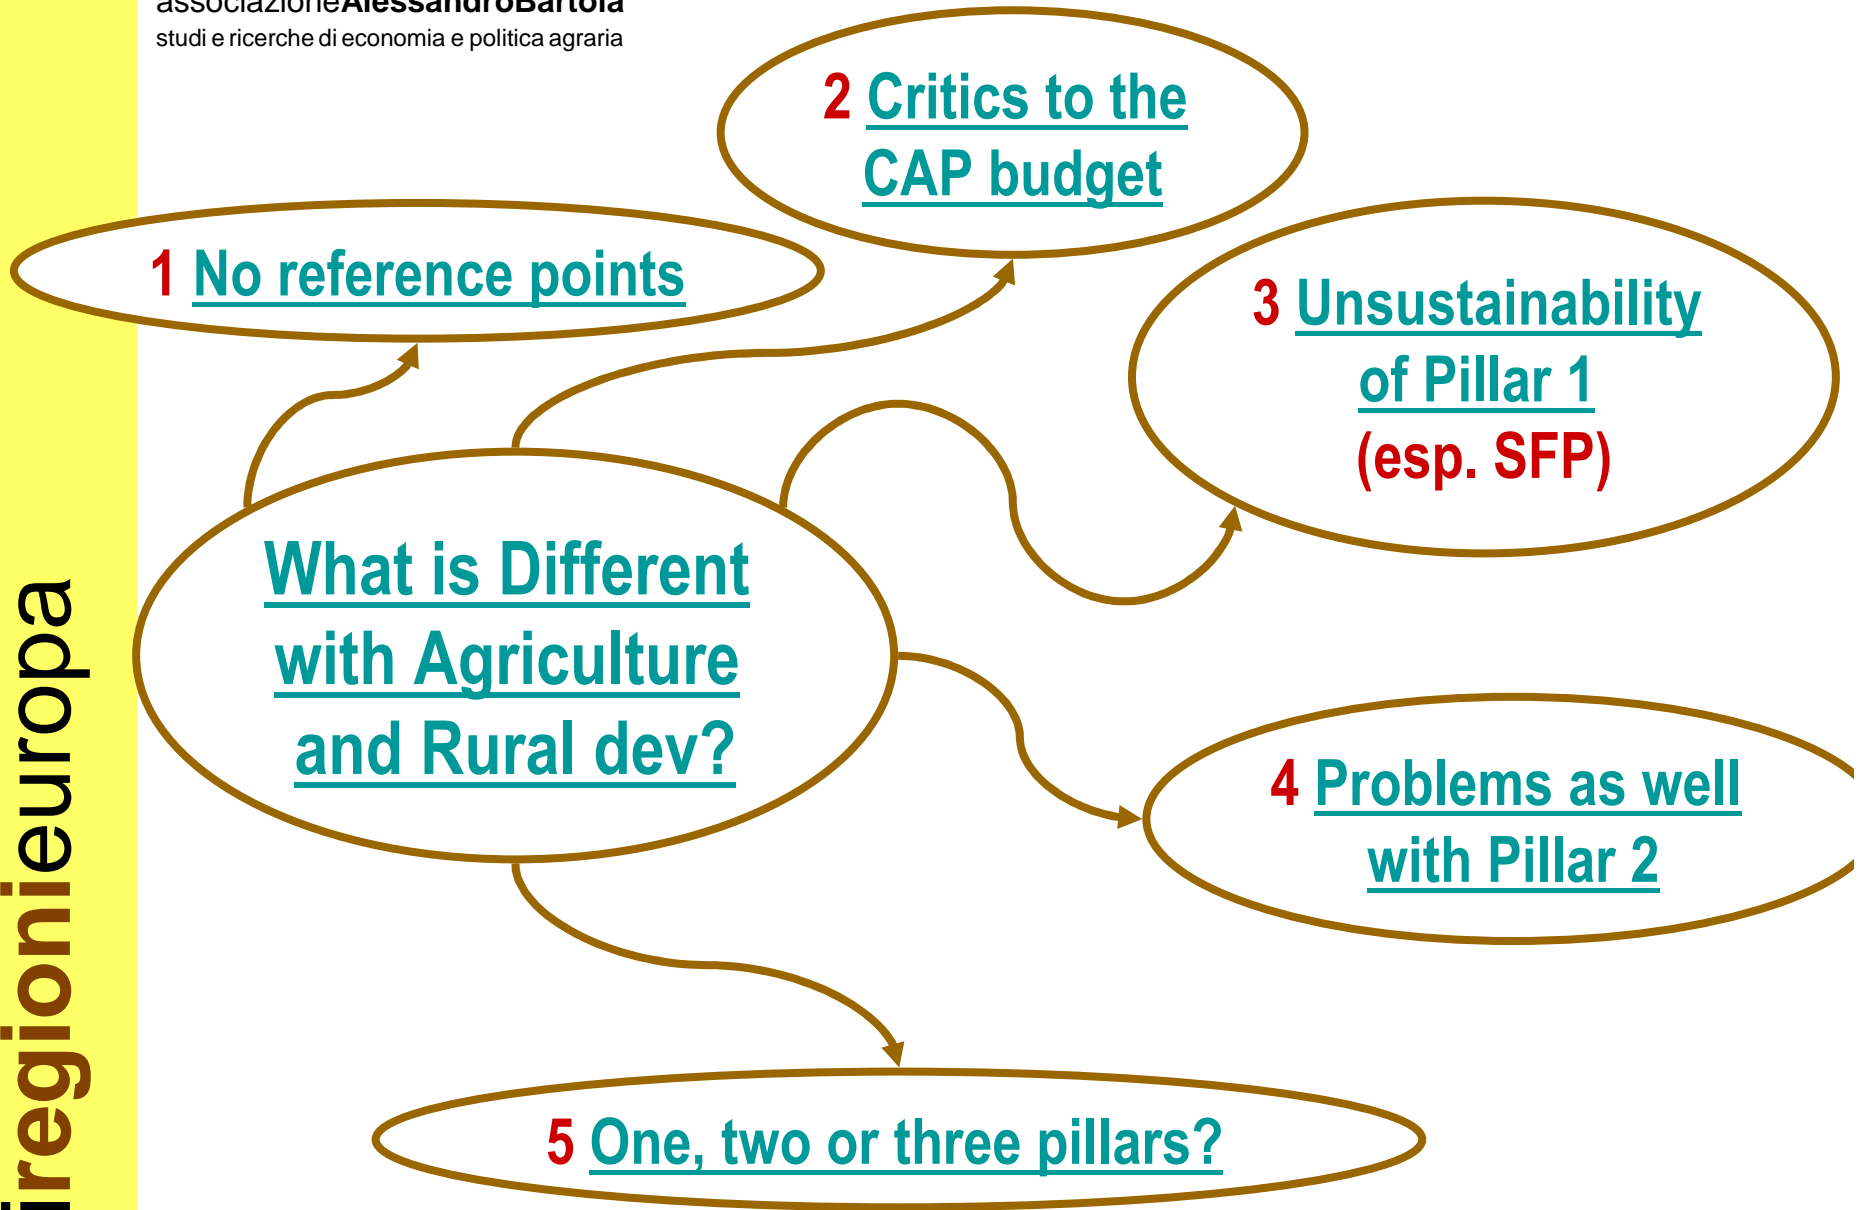 associazioneAlessandroBartola
studi e ricerche di economia e politica agraria
2 Critics to the
CAP budget
1 No reference points
3 Unsustainability
of Pillar 1
(esp. SFP)
What is Different
with Agriculture
and Rural dev?
4 Problems as well
with Pillar 2
5 One, two or three pillars?
iregionieuropa